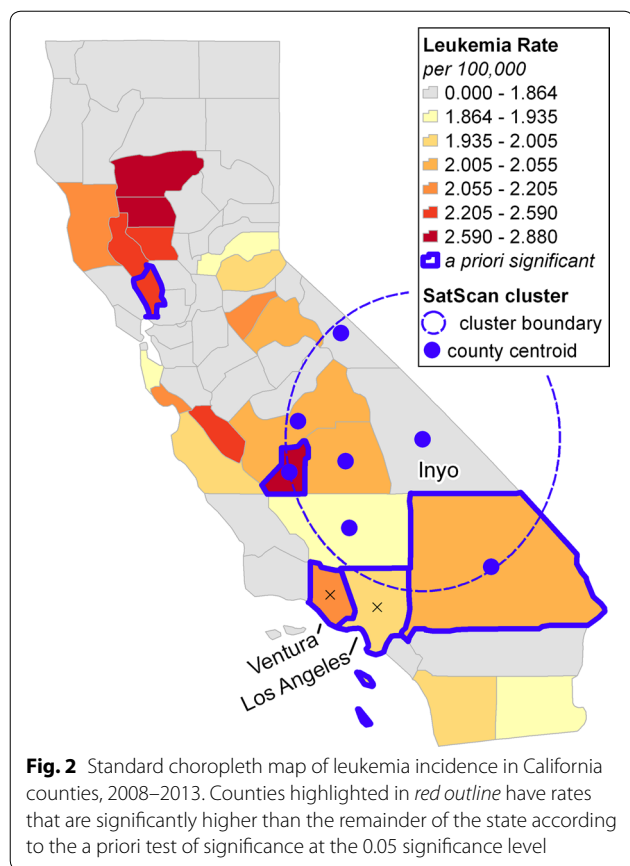 Leukemia Rate
per 100,000
0.000 - 1.864
1.864 - 1.935
1.935 - 2.005
2.005 - 2.055
2.055 - 2.205
2.205 - 2.590
2.590 - 2.880
a priori significant
SatScan cluster
cluster boundary
county centroid
Inyo
Ventura
Los Angeles
Fig. 2 Standard choropleth map of leukemia incidence in California
counties, 2008–2013. Counties highlighted in red outline have rates
that are significantly higher than the remainder of the state according
to the a priori test of significance at the 0.05 significance level